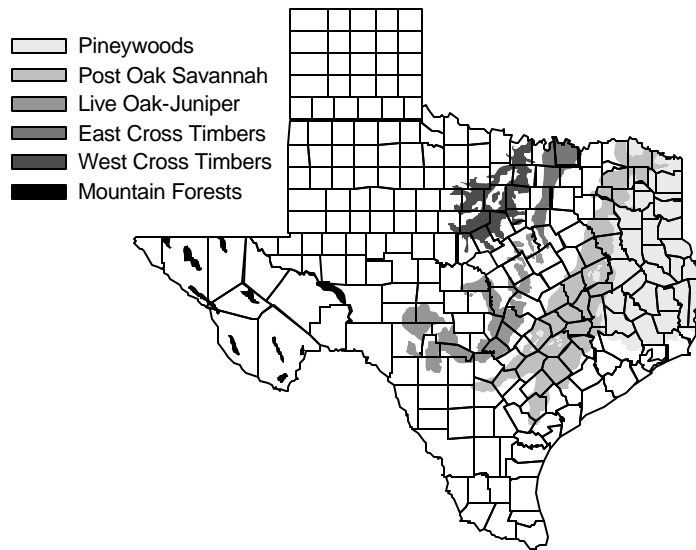 Pineywoods
Post Oak Savannah
Live Oak-Juniper
East Cross Timbers
West Cross Timbers
Mountain Forests